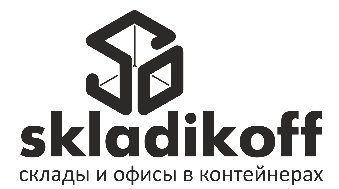 skladikoff
склады и офисы в контейнерах